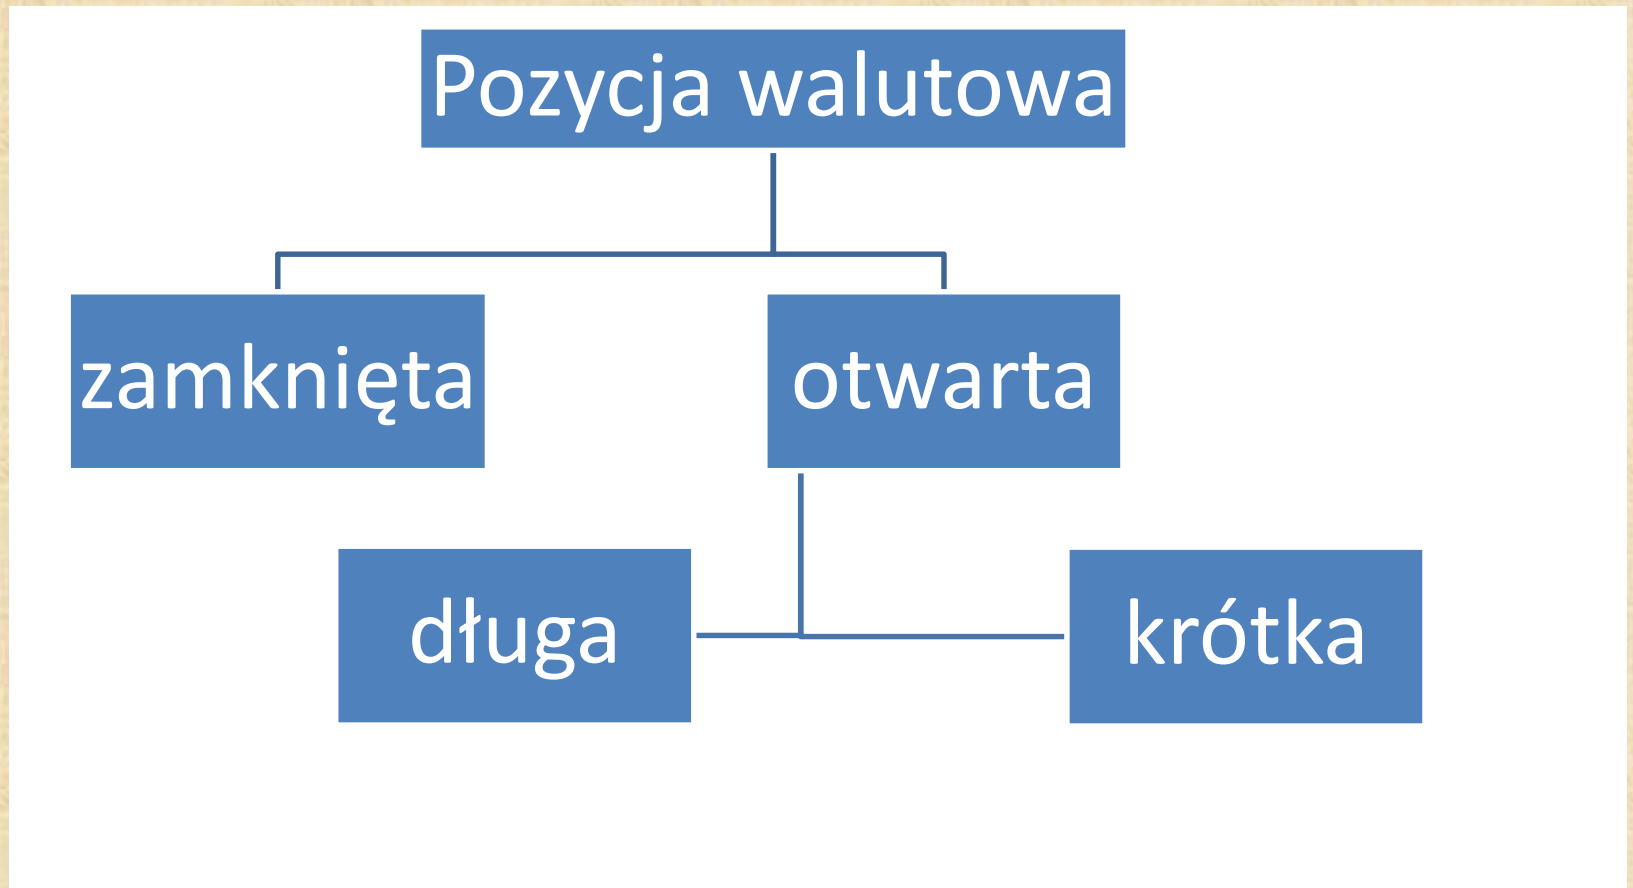 Pozycja walutowa
zamknięta
otwarta
długa
krótka